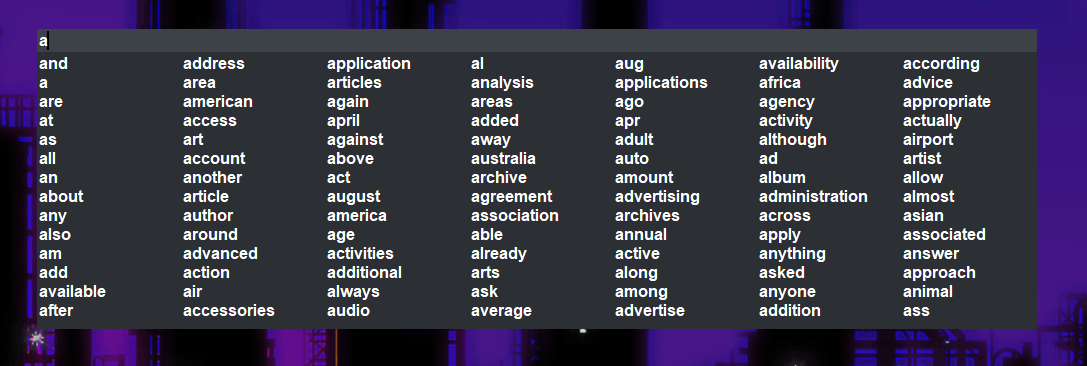 a
and address application al aug availability according
a area articles analysis applications africa advice
are american again areas ago agency appropriate
at access april added apr activity actually
as art against away adult although airport
all account above australia auto ad artist
an another act archive amount album allow
about article august agreement advertising administration almost
any author america association archives across asian
also around age able annual apply associated
am advanced activities already active anything answer
add action additional arts along asked approach
available air always ask among anyone animal
after accessories audio average advertise addition ass